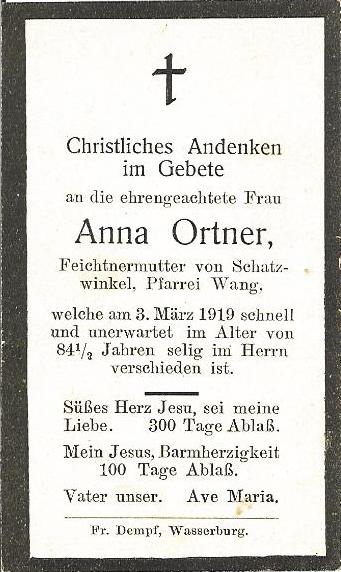 Christliches Andenken
im Gebete
an die ehrengeachtete Frau
Anna Ortner,
Feichtnermutter von Schatz-
winkel, Pfarrei Wang,
welche am 3. März 1919 schnell
und unerwartet im Alter von
84½ Jahren selig im Herrn
verschieden ist.
Süßes Herz Jesu, sei meine
Liebe. 300 Tage Ablaß.
Mein Jesus, Barmherzigkeit
100 Tage Ablaß.
Vater unser. Ave Maria.
Fr. Dempf, Wasserburg.